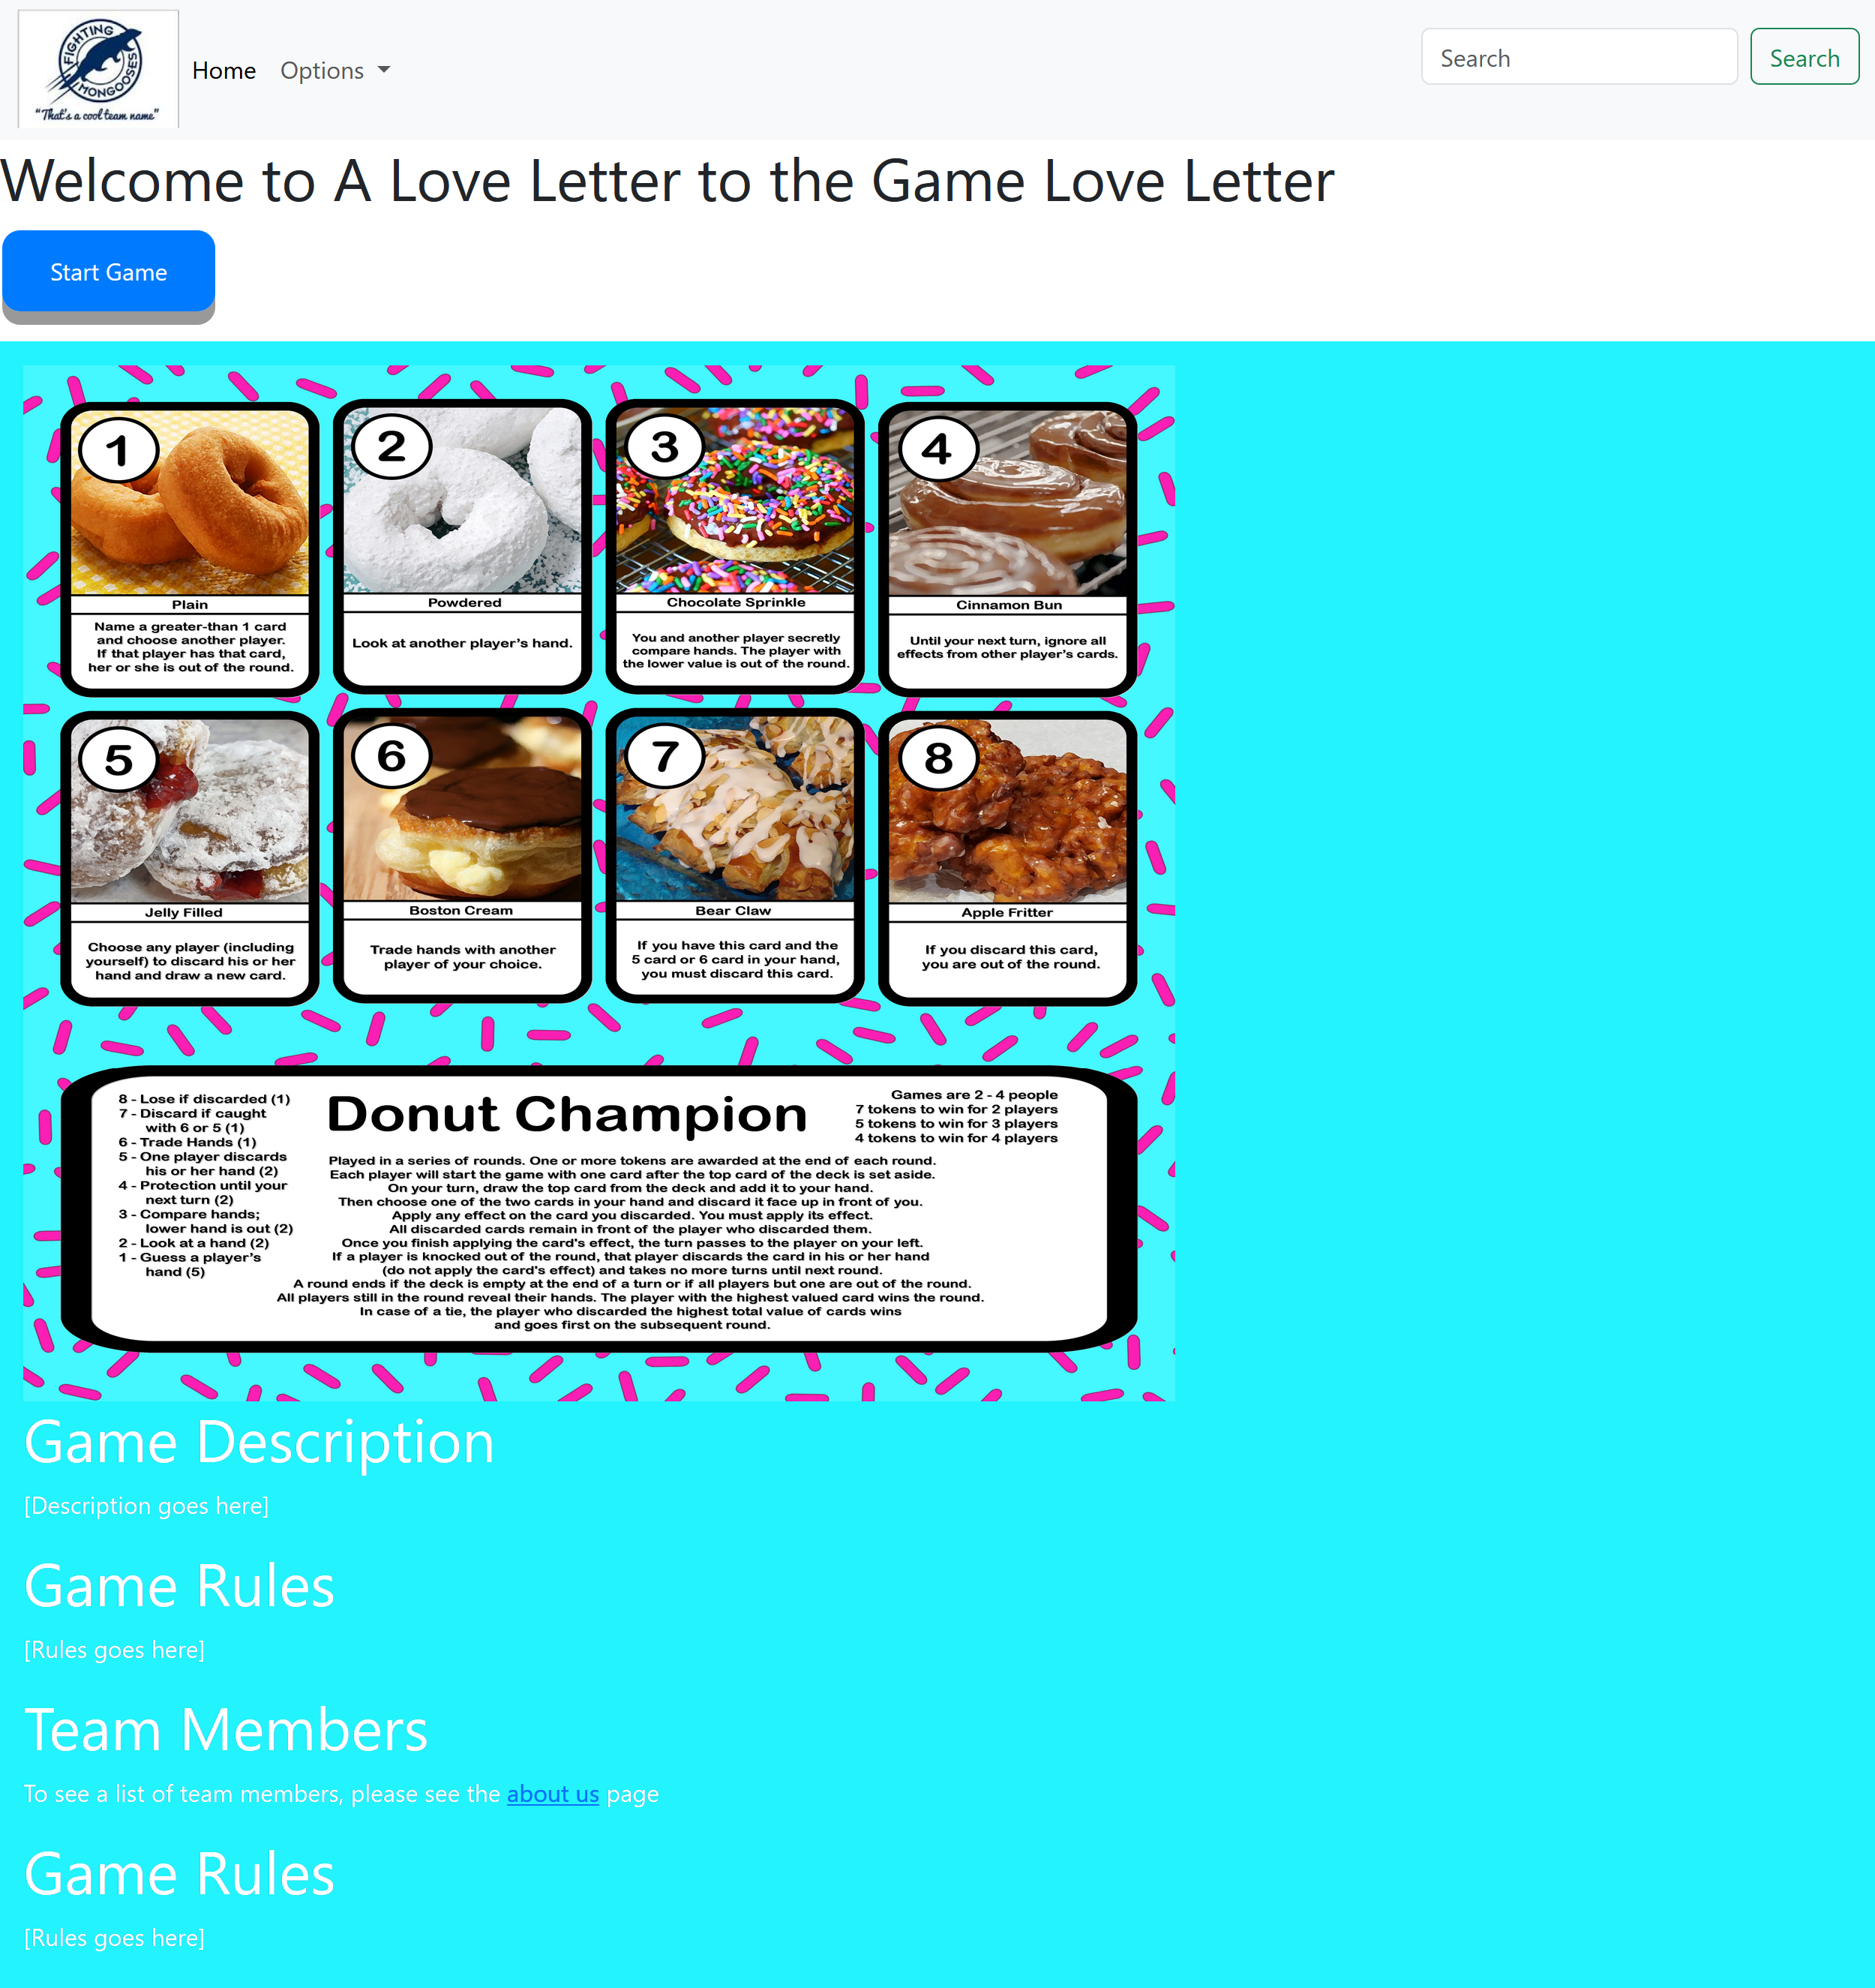 FIGHTING
MONGOOSES
"That's a cool team name"
Home
Options
Search
Search
Welcome to A Love Letter to the Game Love Letter
Start Game
1
Plain
Name a greater-than 1 card
and choose another player.
If that player has that card,
her or she is out of the round.
2
Powdered
Look at another player's hand.
3
Chocolate Sprinkle
You and another player secretly
compare hands. The player with
the lower value is out of the round.
4
Cinnamon Bun
Until your next turn, ignore all
effects from other player's cards.
5
Jelly Filled
Choose any player (including
yourself) to discard his or her
hand and draw a new card.
6
Boston Cream
Trade hands with another
player of your choice.
7
Bear Claw
If you have this card and the
5 card or 6 card in your hand,
you must discard this card.
8
Apple Fritter
If you discard this card,
you are out of the round.
8 - Lose if discarded (1)
7 - Discard if caught
with 6 or 5 (1)
6 - Trade Hands (1)
5 - One player discards
his or her hand (2)
4 - Protection until your
next turn (2)
3 - Compare hands;
lower hand is out (2)
2 - Look at a hand (2)
1 - Guess a player's
hand (5)
Donut Champion
Games are 2 - 4 people
7 tokens to win for 2 players
5 tokens to win for 3 players
4 tokens to win for 4 players
Played in a series of rounds. One or more tokens are awarded at the end of each round.
Each player will start the game with one card after the top card of the deck is set aside.
On your turn, draw the top card from the deck and add it to your hand.
Then choose one of the two cards in your hand and discard it face up in front of you.
Apply any effect on the card you discarded. You must apply its effect.
All discarded cards remain in front of the player who discarded them.
Once you finish applying the card's effect, the turn passes to the player on your left.
If a player is knocked out of the round, that player discards the card in his or her hand
(do not apply the card's effect) and takes no more turns until next round.
A round ends if the deck is empty at the end of a turn or if all players but one are out of the round.
All players still in the round reveal their hands. The player with the highest valued card wins the round.
In case of a tie, the player who discarded the highest total value of cards wins
and goes first on the subsequent round.
Game Description
[Description goes here]
Game Rules
[Rules goes here]
Team Members
To see a list of team members, please see the about us page
Game Rules
[Rules goes here]